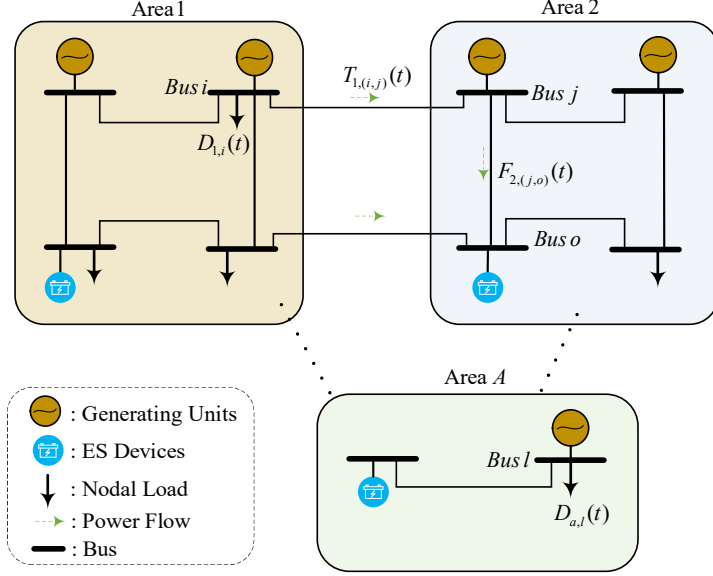 Area 1
Area 2
Bus i
T1,(i,j)(t)
Bus j
D1,i(t)
F2,(j,o)(t)
Bus o
Area A
: Generating Units
: ES Devices
: Nodal Load
: Power Flow
: Bus
Bus l
Da,l(t)